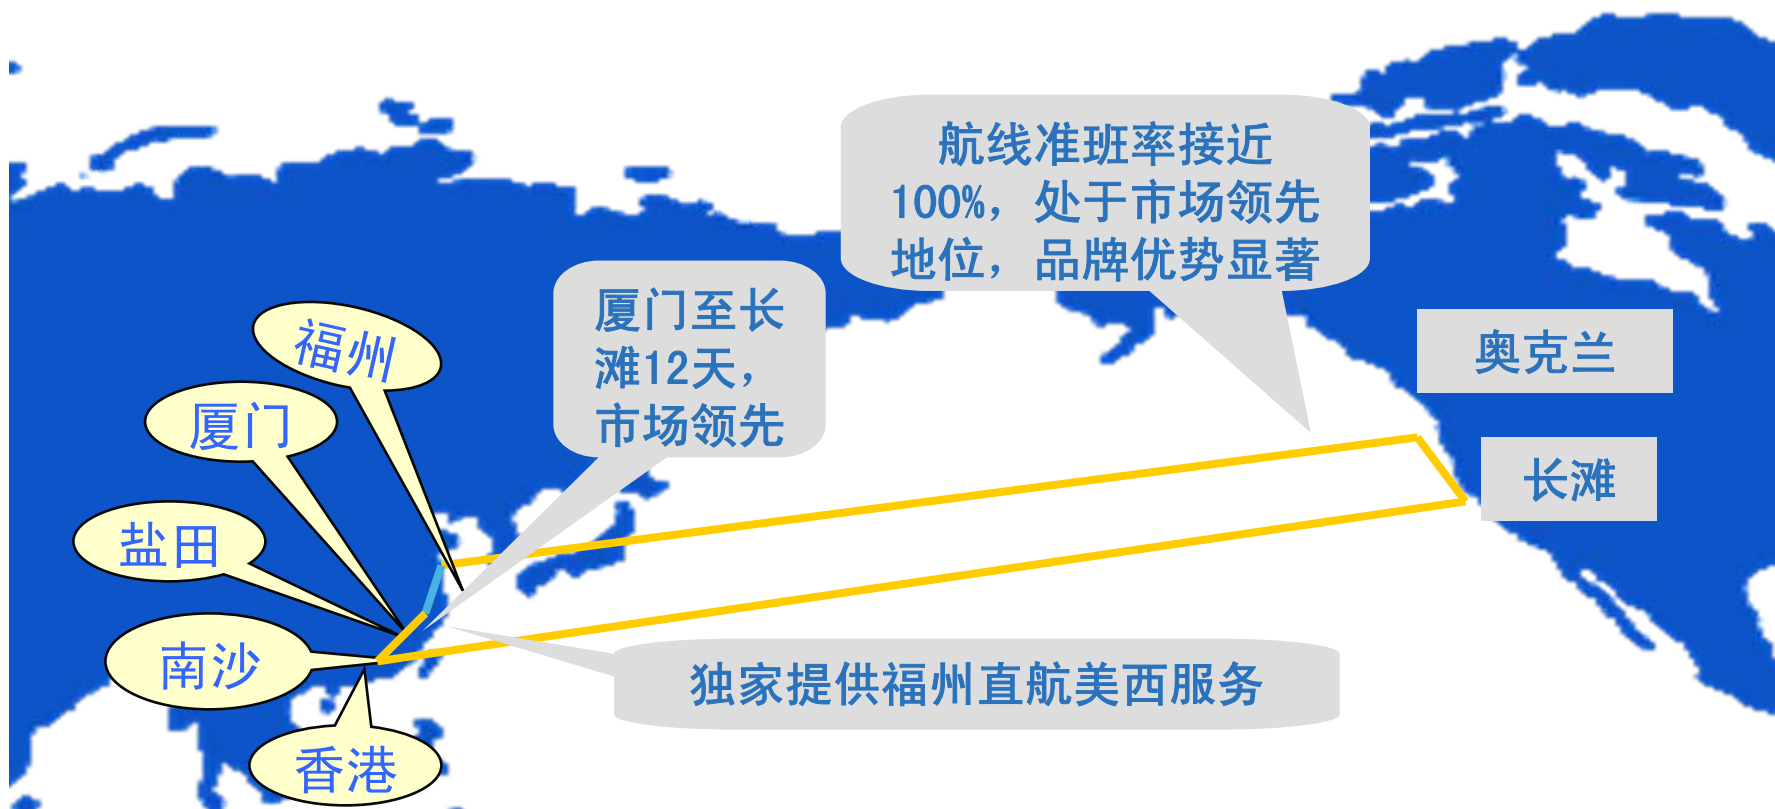 航线准班率接近
100%，处于市场领先
地位，品牌优势显著
厦门至长
滩12天，
市场领先
福州
奥克兰
厦门
长滩
盐田
南沙
独家提供福州直航美西服务
香港